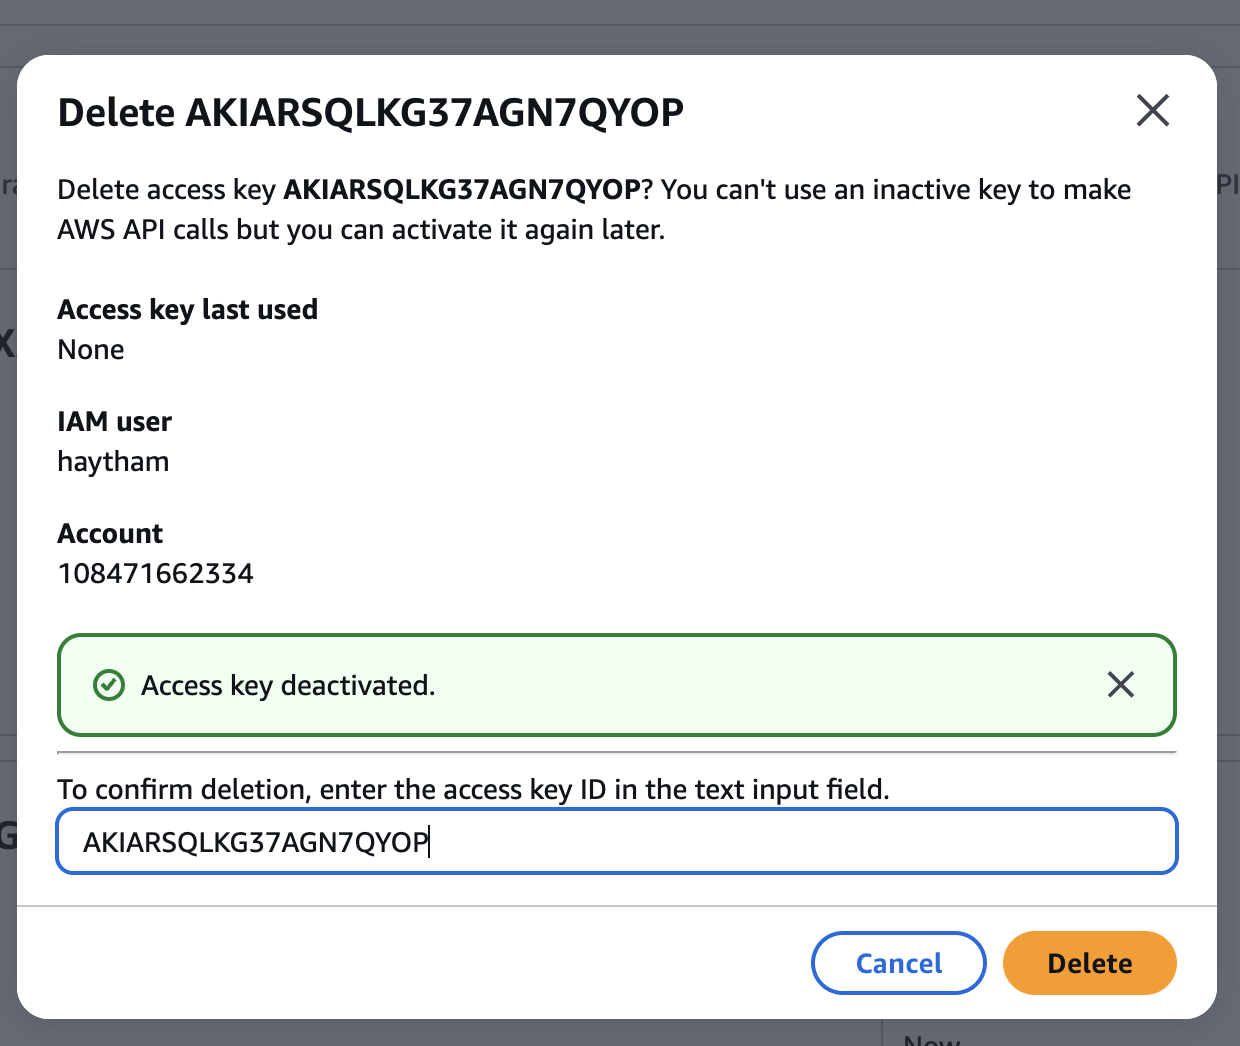 Delete AKIARSQLKG37AGN7QYOP
Delete access key AKIARSQLKG37AGN7QYOP? You can't use an inactive key to make
AWS API calls but you can activate it again later.
Access key last used
None
IAM user
haytham
Account
108471662334
Access key deactivated.
To confirm deletion, enter the access key ID in the text input field.
AKIARSQLKG37AGN7QYOP
Cancel
Delete